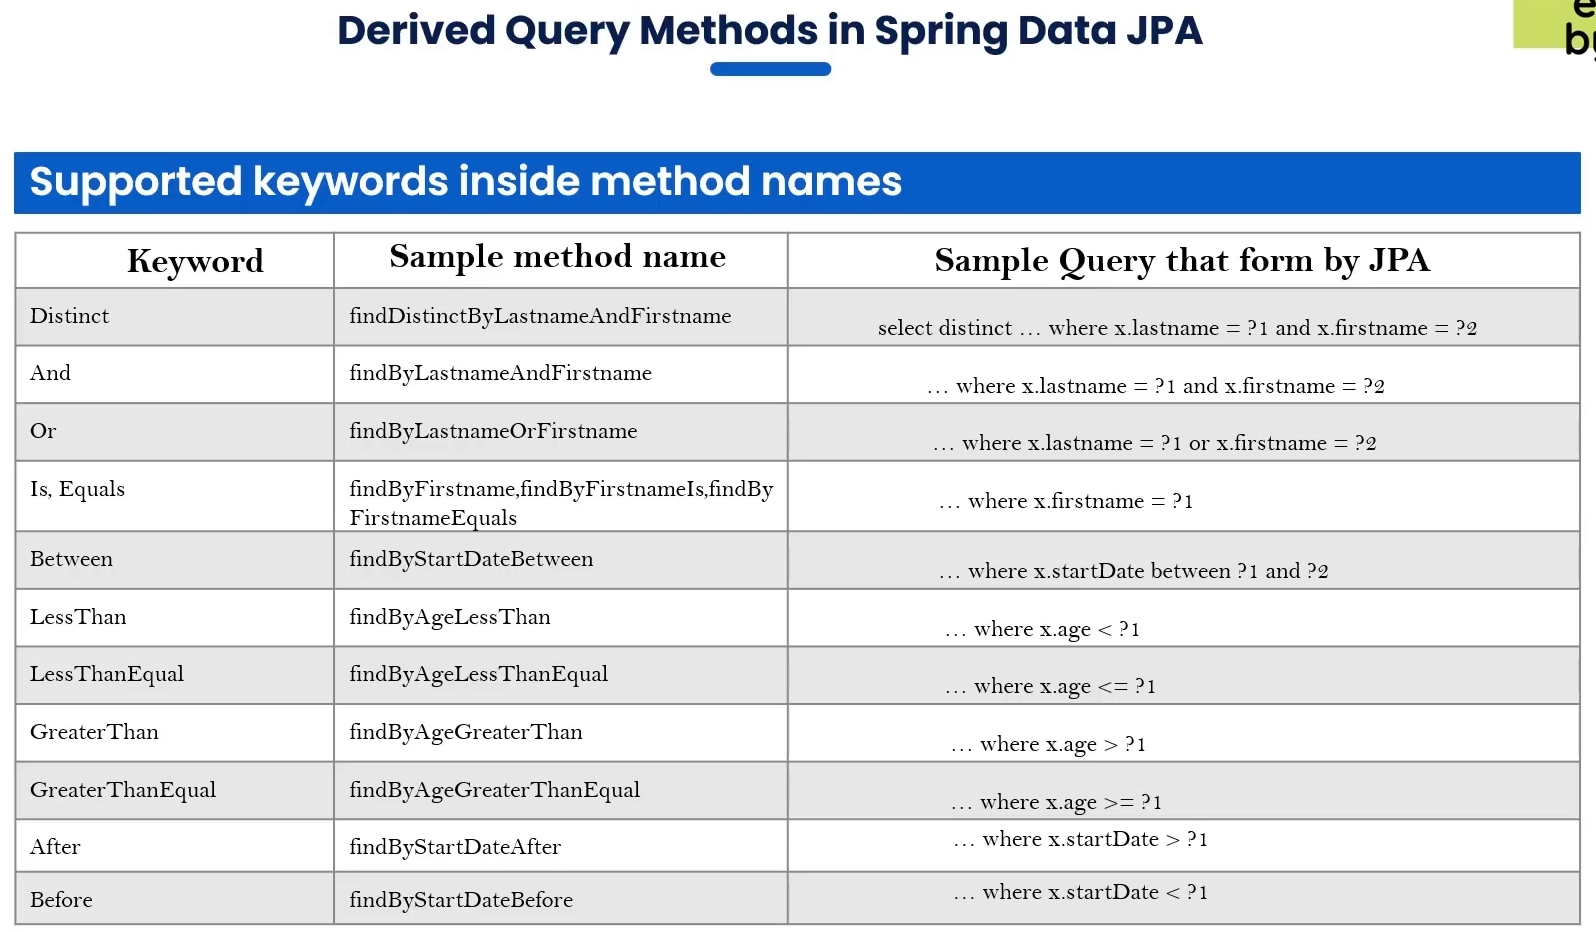 Derived Query Methods in Spring Data JPA
by
Supported keywords inside method names
Keyword Sample method name Sample Query that form by JPA
Distinct findDistinctByLastnameAndFirstname select distinct … where x.lastname = ?1 and x.firstname = ?2
And findByLastnameAndFirstname … where x.lastname = ?1 and x.firstname = ?2
Or findByLastnameOrFirstname … where x.lastname = ?1 or x.firstname = ?2
Is, Equals findByFirstname,findByFirstnameIs,findBy … where x.firstname = ?1
FirstnameEquals
Between findByStartDateBetween … where x.startDate between ?1 and ?2
LessThan findByAgeLessThan … where x.age < ?1
LessThanEqual findByAgeLessThanEqual … where x.age <= ?1
GreaterThan findByAgeGreaterThan … where x.age > ?1
GreaterThanEqual findByAgeGreaterThanEqual … where x.age >= ?1
After findByStartDateAfter … where x.startDate > ?1
Before findByStartDateBefore … where x.startDate < ?1